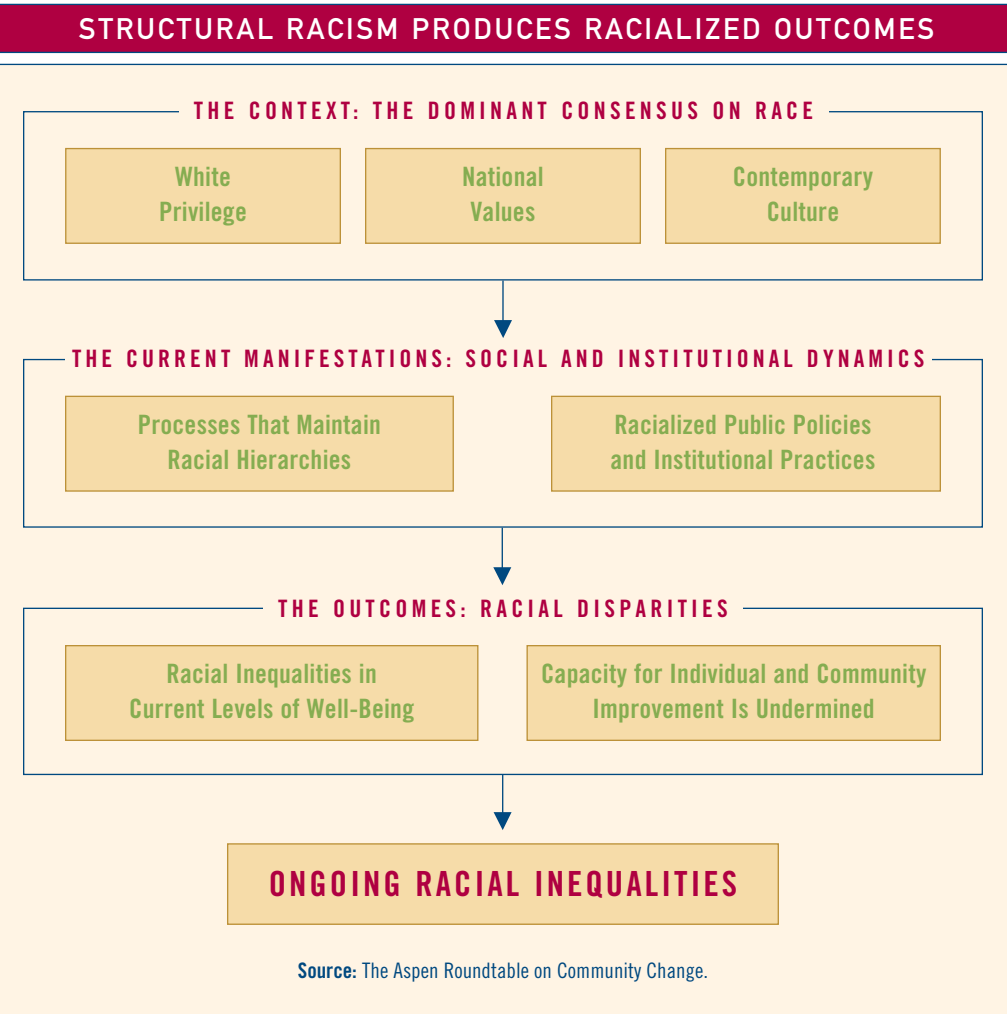 STRUCTURAL RACISM PRODUCES RACIALIZED OUTCOMES
THE CONTEXT: THE DOMINANT CONSENSUS ON RACE
White
Privilege
National
Values
Contemporary
Culture
THE CURRENT MANIFESTATIONS: SOCIAL AND INSTITUTIONAL DYNAMICS
Processes That Maintain
Racial Hierarchies
Racialized Public Policies
and Institutional Practices
THE OUTCOMES: RACIAL DISPARITIES
Racial Inequalities in
Current Levels of Well-Being
Capacity for Individual and Community
Improvement Is Undermined
ONGOING RACIAL INEQUALITIES
Source: The Aspen Roundtable on Community Change.